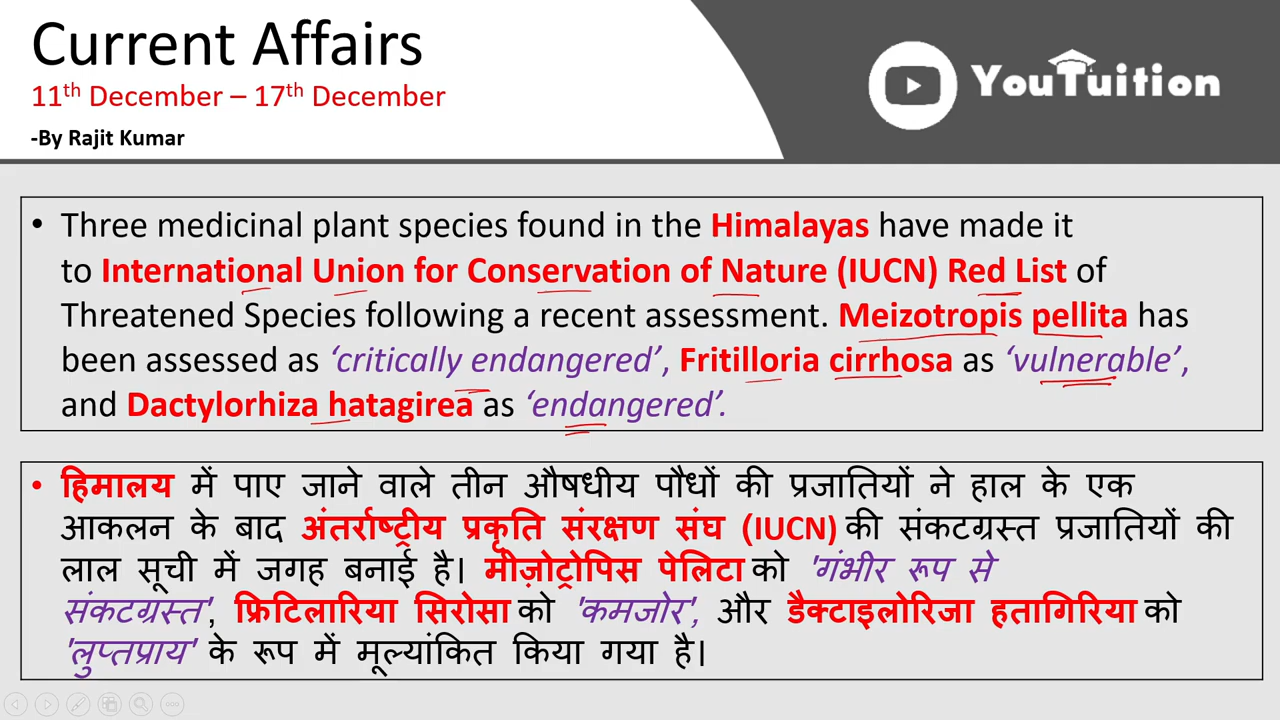 Current Affairs
11th December – 17th December
-By Rajit Kumar
YouTuition
• Three medicinal plant species found in the Himalayas have made it
to International Union for Conservation of Nature (IUCN) Red List of
Threatened Species following a recent assessment. Meizotropis pellita has
been assessed as ‘critically endangered’, Fritilloria cirrhosa as ‘vulnerable’,
and Dactylorhiza hatagirea as ‘endangered’.
• हिमालय में पाए जाने वाले तीन औषधीय पौधों की प्रजातियों ने हाल के एक
आकलन के बाद अंतर्राष्ट्रीय प्रकृति संरक्षण संघ (IUCN) की संकटग्रस्त प्रजातियों की
लाल सूची में जगह बनाई है। मीज़ोट्रोपिस पेलिटा को 'गंभीर रूप से
संकटग्रस्त', फ्रिटिलारिया सिरोसा को 'कमजोर', और डैक्टाइलोरिजा हतागिरिया को
'लुप्तप्राय' के रूप में मूल्यांकित किया गया है।